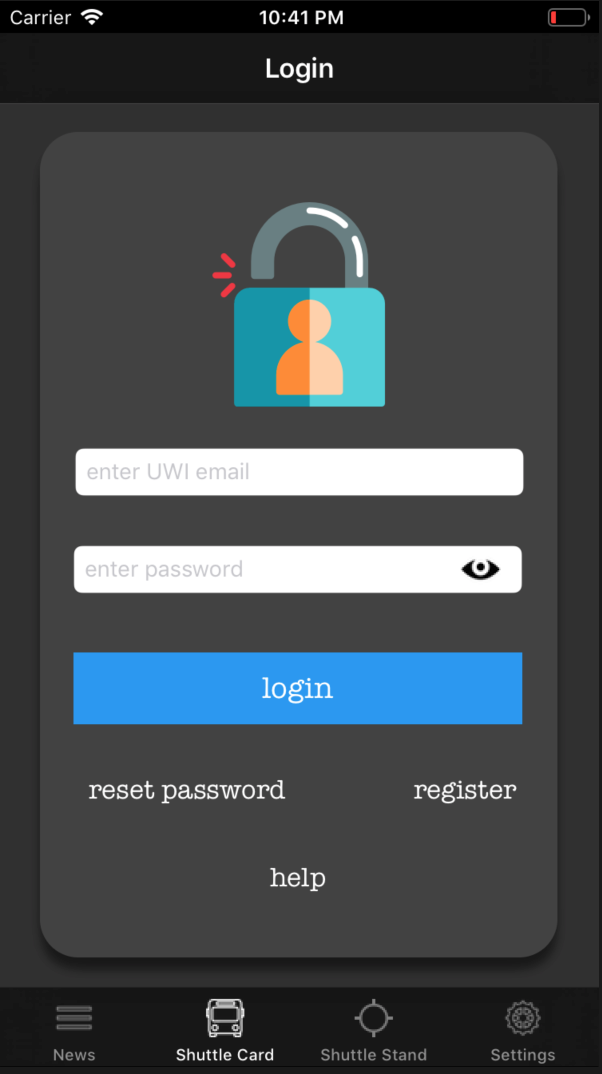 Carrier 10:41 PM
Login
enter UWI email
enter password
login
reset password register
help
News Shuttle Card Shuttle Stand Settings